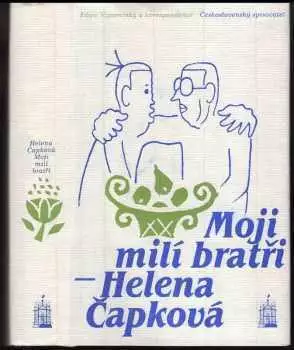 Edice Vzpomínky a korespondence
Československý spisovatel
Helena
Čapková
Moji
milí
bratři
Moji
milí bratři
– Helena
Čapková